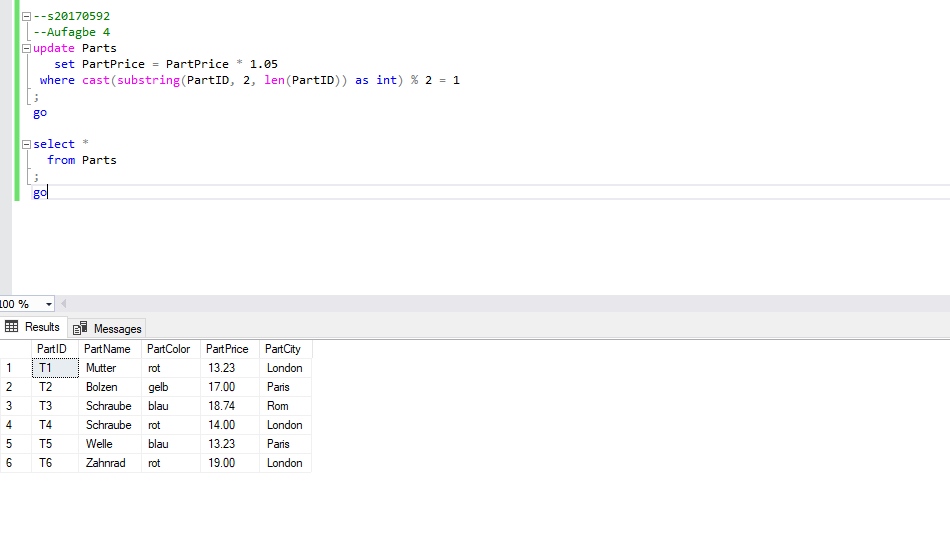 --s20170592
--Aufagbe 4
update Parts
set PartPrice = PartPrice * 1.05
where cast(substring(PartID, 2, len(PartID)) as int) % 2 = 1
;
go
select *
from Parts
;
go
100 %
Results Messages
PartID PartName PartColor PartPrice PartCity
1 T1 Mutter rot 13.23 London
2 T2 Bolzen gelb 17.00 Paris
3 T3 Schraube blau 18.74 Rom
4 T4 Schraube rot 14.00 London
5 T5 Welle blau 13.23 Paris
6 T6 Zahnrad rot 19.00 London